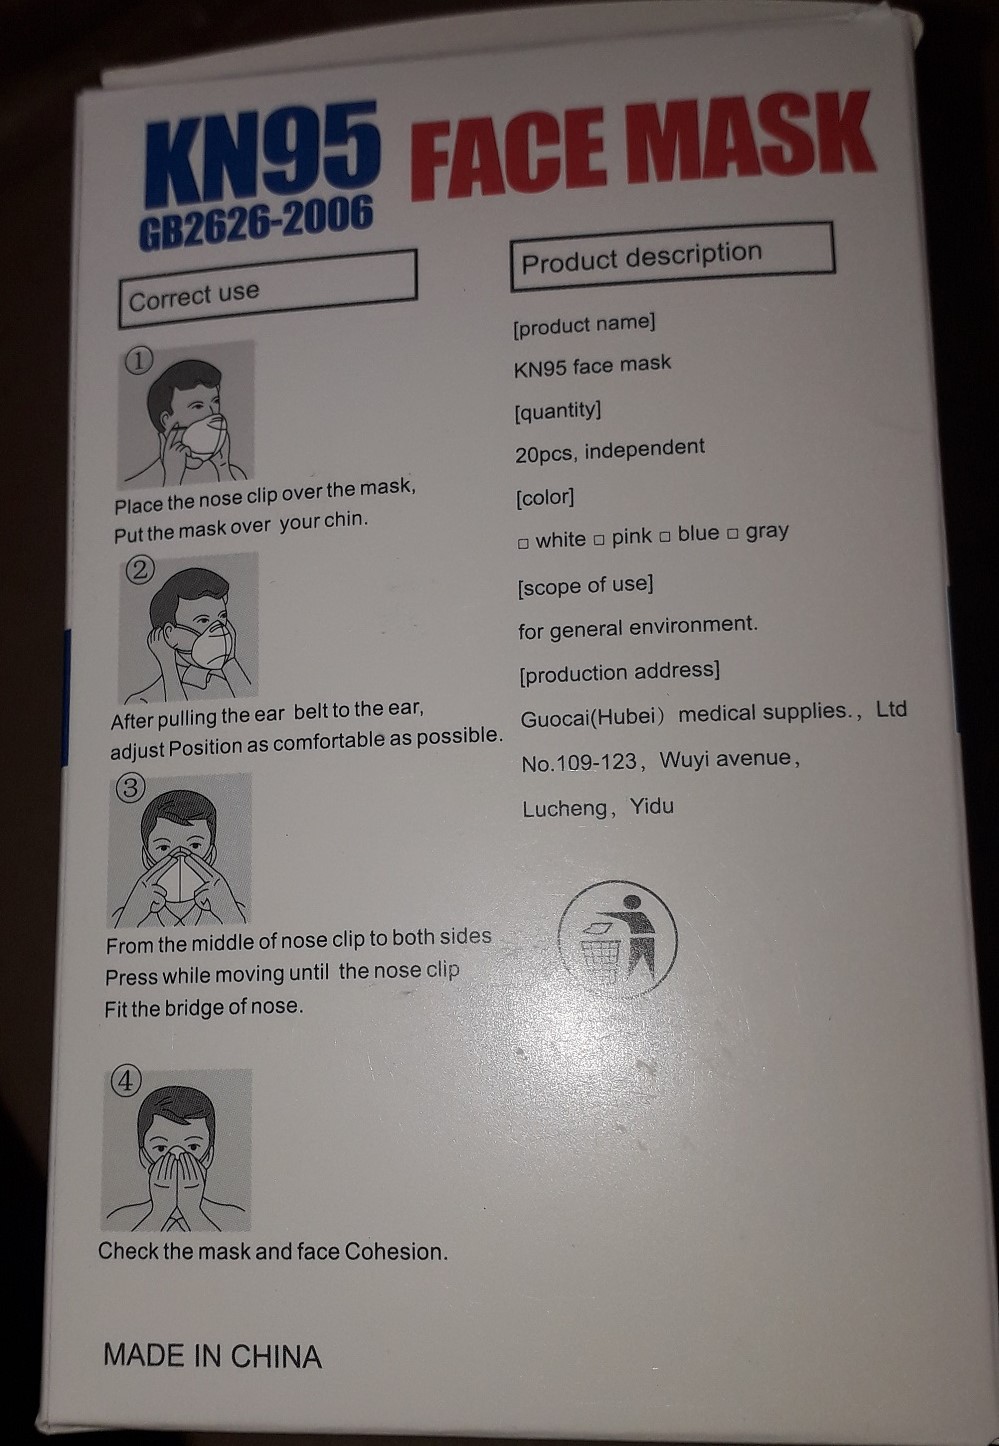 KN95 FACE MASK
GB2626-2006
Correct use
①
Place the nose clip over the mask,
Put the mask over your chin.
②
After pulling the ear belt to the ear,
adjust Position as comfortable as possible.
③
From the middle of nose clip to both sides
Press while moving until the nose clip
Fit the bridge of nose.
④
Check the mask and face Cohesion.
MADE IN CHINA
Product description
[product name]
KN95 face mask
[quantity]
20pcs, independent
[color]
□ white □ pink □ blue □ gray
[scope of use]
for general environment.
[production address]
Guocai(Hubei）medical supplies.，Ltd
No.109-123，Wuyi avenue，
Lucheng，Yidu